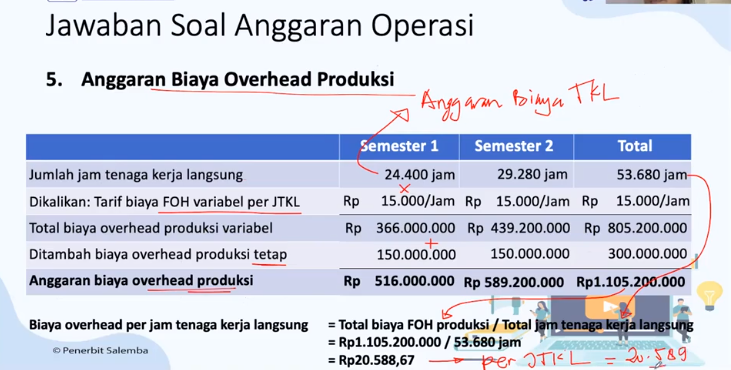 Jawaban Soal Anggaran Operasi
5. Anggaran Biaya Overhead Produksi
Anggaran Biaya TKL
Semester 1 Semester 2 Total
Jumlah jam tenaga kerja langsung 24.400 jam 29.280 jam 53.680 jam
Dikalikan: Tarif biaya FOH variabel per JTKL Rp 15.000/Jam Rp 15.000/Jam Rp 15.000/Jam
Total biaya overhead produksi variabel Rp 366.000.000 Rp 439.200.000 Rp 805.200.000
Ditambah biaya overhead produksi tetap 150.000.000 150.000.000 300.000.000
Anggaran biaya overhead produksi Rp 516.000.000 Rp 589.200.000 Rp1.105.200.000
Biaya overhead per jam tenaga kerja langsung = Total biaya FOH produksi / Total jam tenaga kerja langsung
= Rp1.105.200.000 / 53.680 jam
© Penerbit Salemba
= Rp20.588,67 per JTKL = 20.589